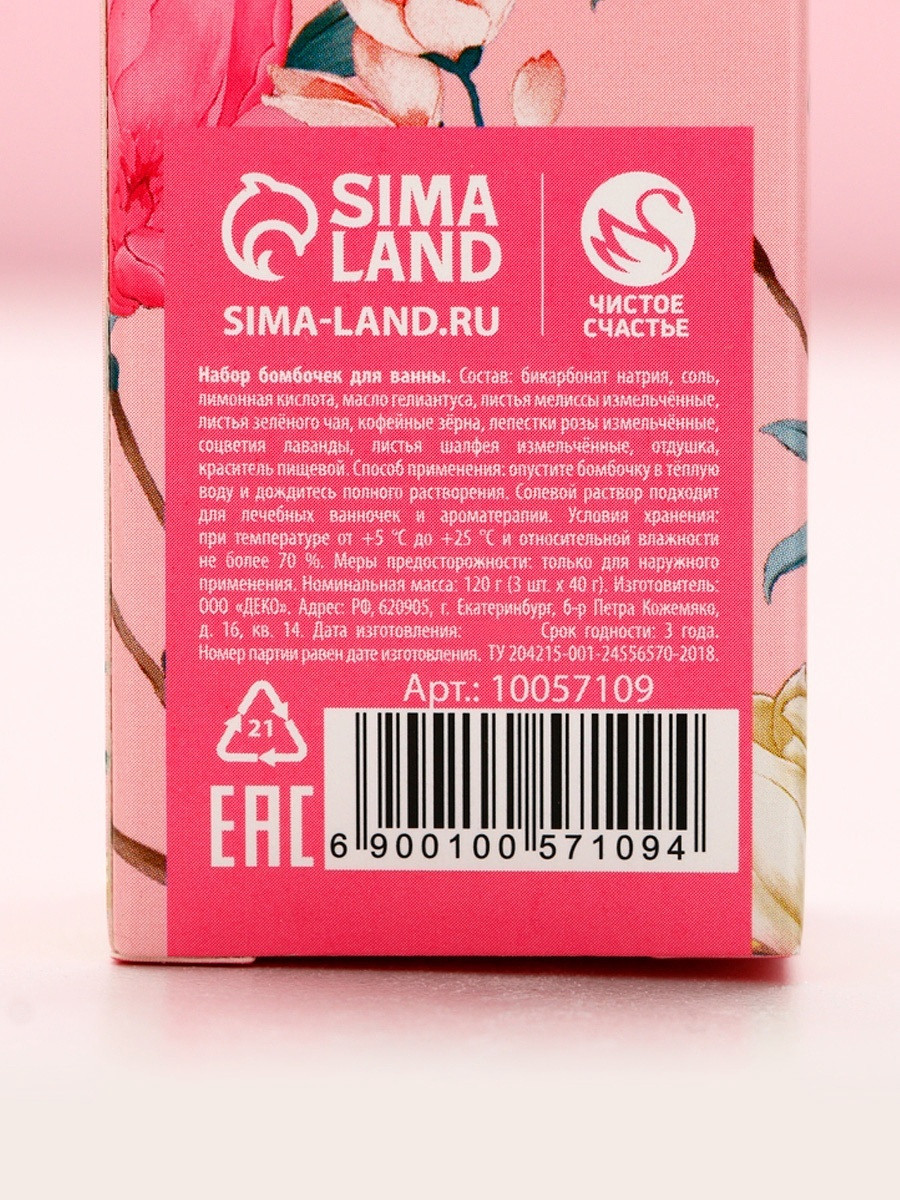 SIMA
LAND
SIMA-LAND.RU
ЧИСТОЕ
СЧАСТЬЕ
Набор бомбочек для ванны. Состав: бикарбонат натрия, соль,
лимонная кислота, масло гелиантуса, листья мелиссы измельчённые,
листья зелёного чая, кофейные зёрна, лепестки розы измельчённые,
соцветия лаванды, листья шалфея измельчённые, отдушка,
краситель пищевой. Способ применения: опустите бомбочку в тёплую
воду и дождитесь полного растворения. Солевой раствор подходит
для лечебных ванночек и ароматерапии. Условия хранения:
при температуре от +5 °C до +25 °C и относительной влажности
не более 70 %. Меры предосторожности: только для наружного
применения. Номинальная масса: 120 г (3 шт. x 40 г). Изготовитель:
ООО «ДЕКО». Адрес: РФ, 620905, г. Екатеринбург, б-р Петра Кожемяко,
д. 16, кв. 14. Дата изготовления: Срок годности: 3 года.
Номер партии равен дате изготовления. ТУ 204215-001-24556570-2018.
Арт.: 10057109
21
EAC
6 900100 571094